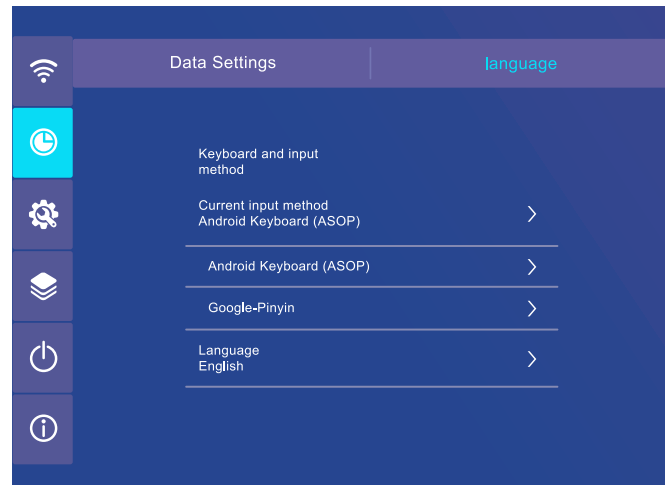 Data Settings
language
Keyboard and input
method
Current input method
Android Keyboard (ASOP)
Android Keyboard (ASOP)
Google-Pinyin
Language
English